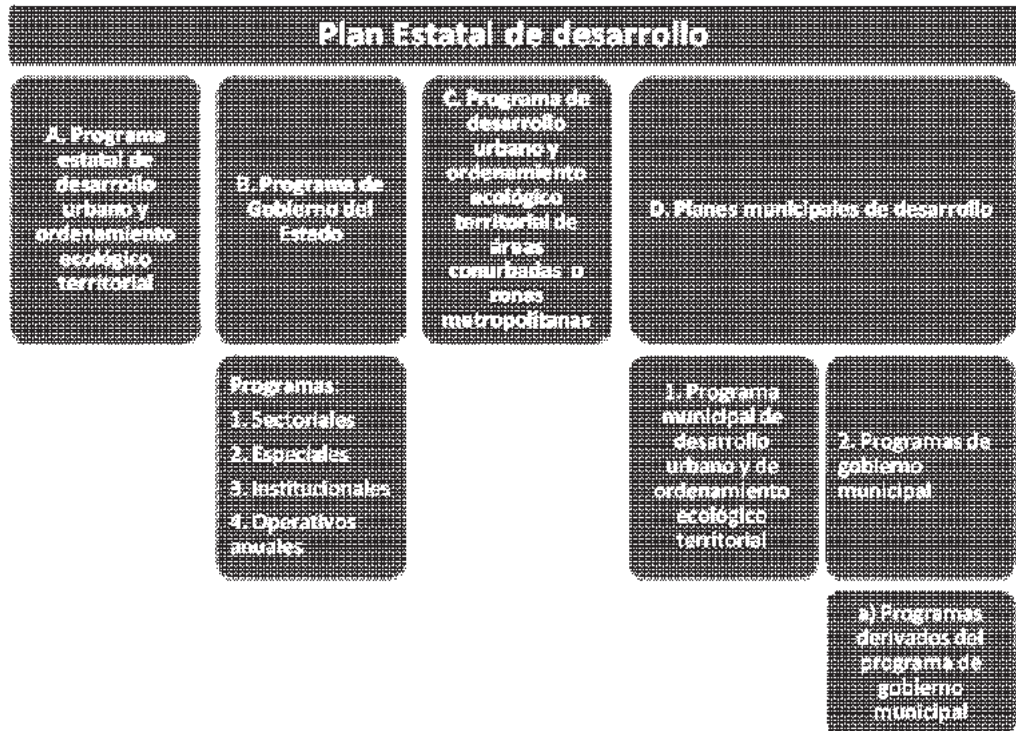 Plan Estatal de desarrollo
A. Programa
estatal de
desarrollo
urbano y
ordenamiento
ecológico
territorial
B. Programa de
Gobierno del
Estado
C. Programa de
desarrollo
urbano y
ordenamiento
ecológico
territorial de
áreas
conurbadas o
zonas
metropolitanas
D. Planes municipales de desarrollo
Programas:
1. Sectoriales
2. Especiales
3. Institucionales
4. Operativos
anuales
1. Programa
municipal de
desarrollo
urbano y de
ordenamiento
ecológico
territorial
2. Programas de
gobierno
municipal
a) Programas
derivados del
programa de
gobierno
municipal